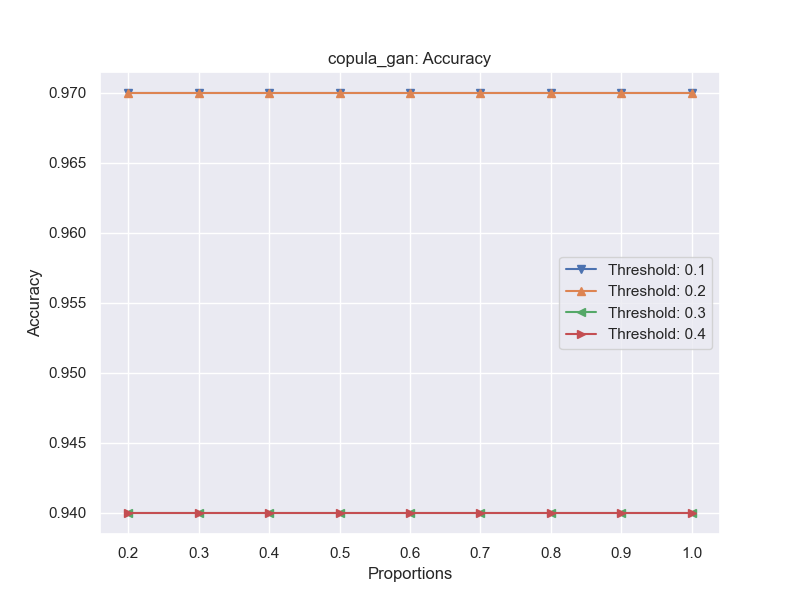 copula_gan: Accuracy
Accuracy
0.970
0.965
0.960
0.955
0.950
0.945
0.940
Threshold: 0.1
Threshold: 0.2
Threshold: 0.3
Threshold: 0.4
0.2 0.3 0.4 0.5 0.6 0.7 0.8 0.9 1.0
Proportions